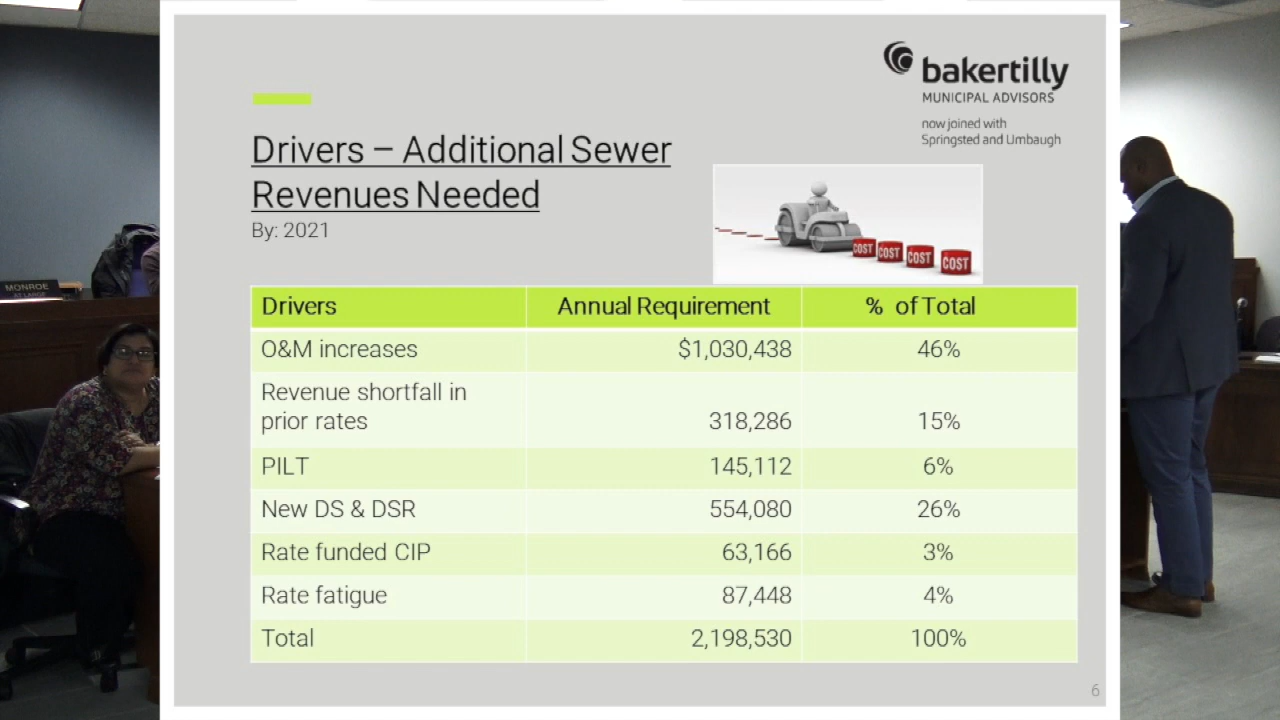 bakertilly
MUNICIPAL ADVISORS
now joined with
Springsted and Umbaugh
Drivers – Additional Sewer
Revenues Needed
By: 2021
COST COST COST COST
Drivers Annual Requirement % of Total
O&M increases $1,030,438 46%
Revenue shortfall in
prior rates 318,286 15%
PILT 145,112 6%
New DS & DSR 554,080 26%
Rate funded CIP 63,166 3%
Rate fatigue 87,448 4%
Total 2,198,530 100%
6
MONROE